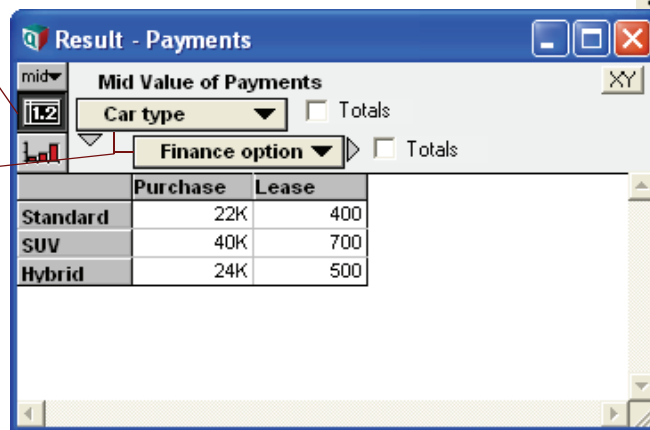 Result - Payments
mid
Mid Value of Payments
XY
1.2
Car type
Totals
Finance option
Totals
Purchase Lease
Standard 22K 400
SUV 40K 700
Hybrid 24K 500